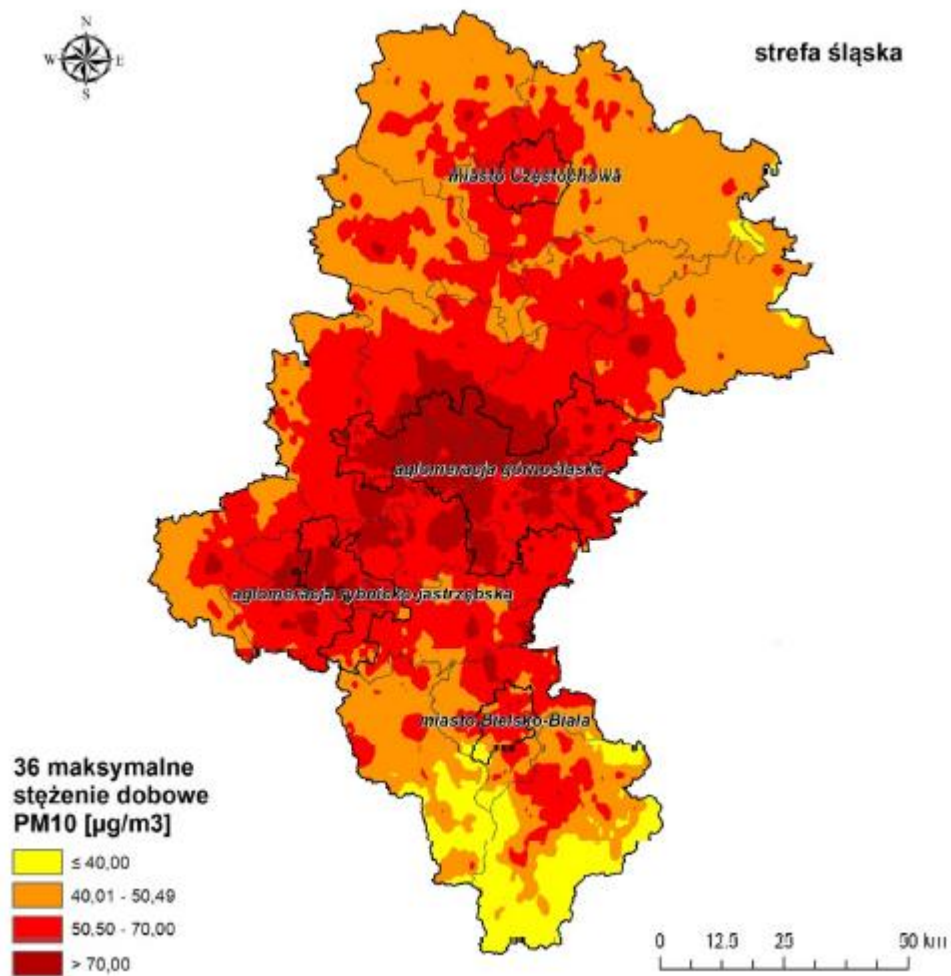 N
W E
S
strefa śląska
miasto Częstochowa
aglomeracja górnośląska
aglomeracja rybnicko-jastrzębska
miasto Bielsko-Biała
36 maksymalne
stężenie dobowe
PM10 [µg/m3]
≤ 40,00
40,01 - 50,49
50,50 - 70,00
> 70,00
0 12.5 25 50 km